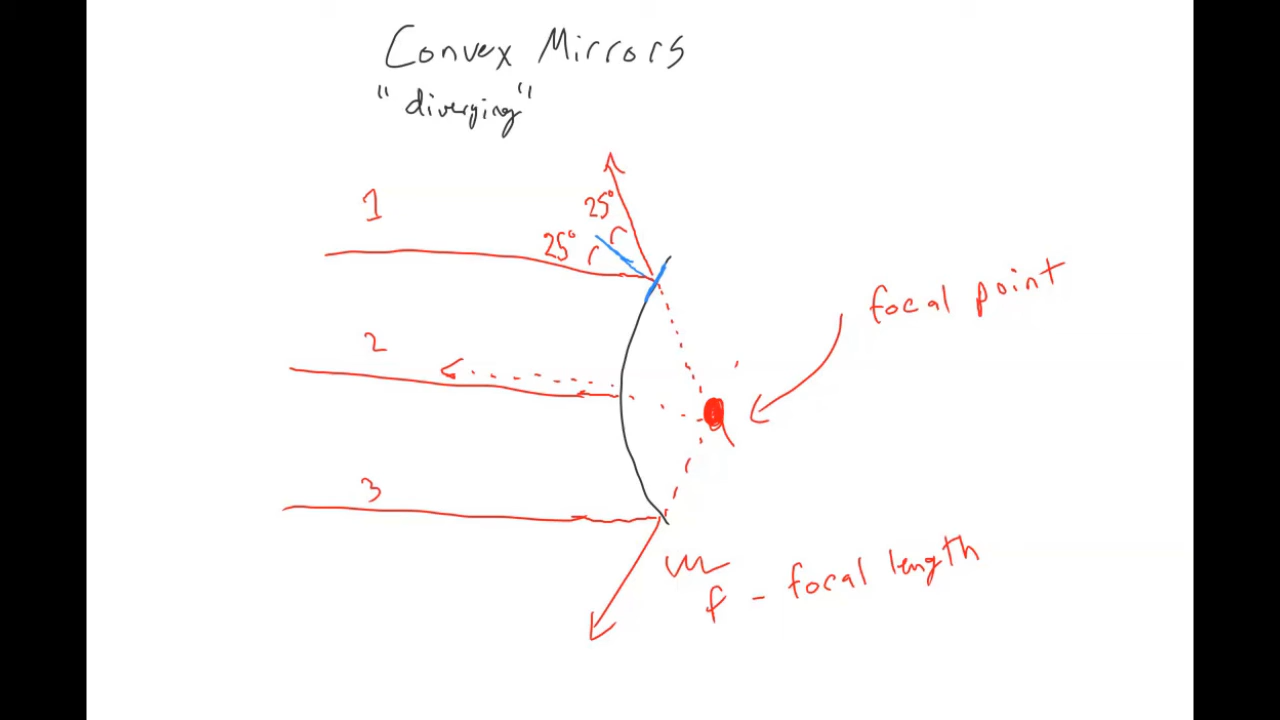 Convex Mirrors
"diverging"
1
25°
25°
focal point
2
3
f - focal length